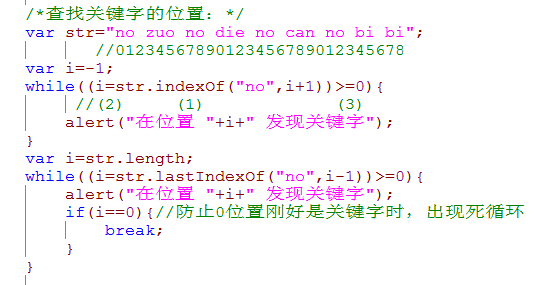 /*查找关键字的位置：*/
var str="no zuo no die no can no bi bi";
//01234567890123456789012345678
var i=-1;
while((i=str.indexOf("no",i+1))>=0){
//(2) (1) (3)
alert("在位置 "+i+" 发现关键字");
}
var i=str.length;
while((i=str.lastIndexOf("no",i-1))>=0){
alert("在位置 "+i+" 发现关键字");
if(i==0){//防止0位置刚好是关键字时，出现死循环
break;
}
}